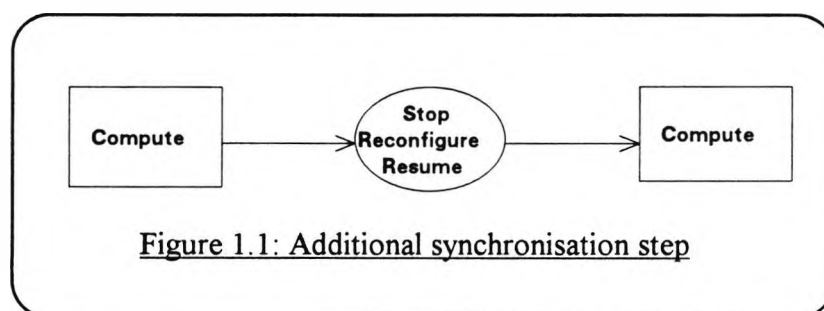 Compute
Stop
Reconfigure
Resume
Compute
Figure 1.1: Additional synchronisation step